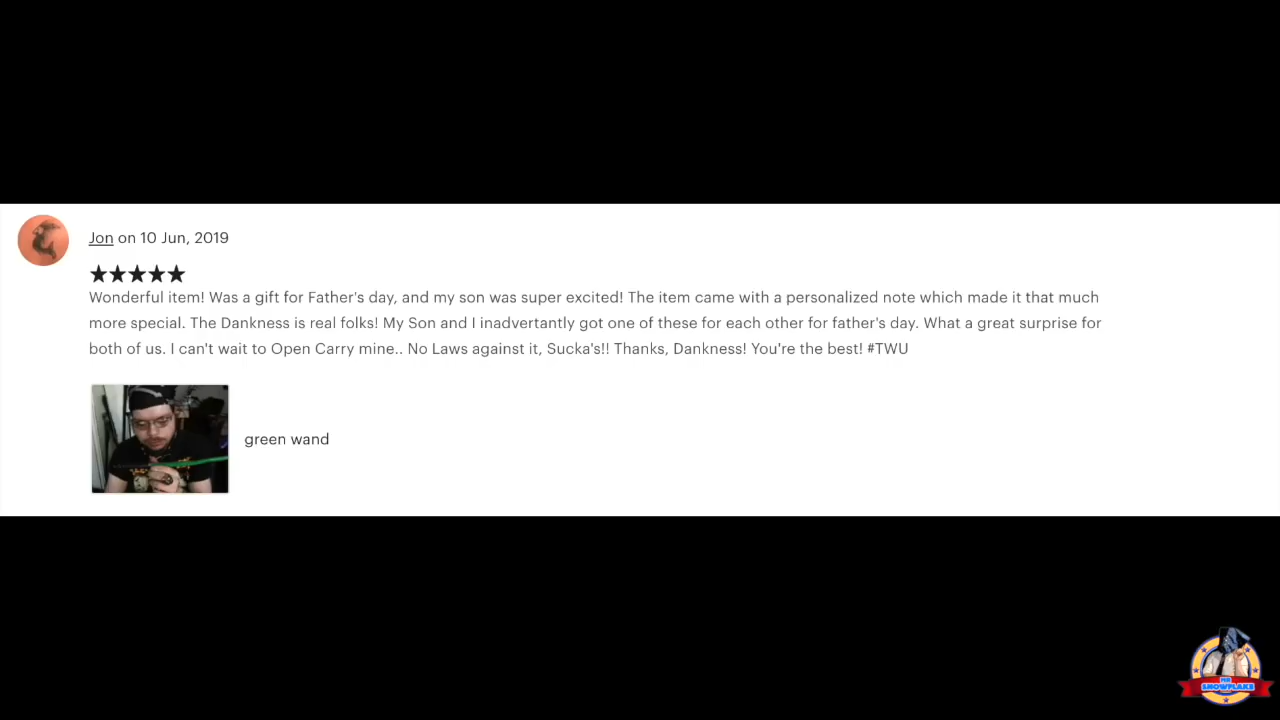 Jon on 10 Jun, 2019
★★★★★
Wonderful item! Was a gift for Father's day, and my son was super excited! The item came with a personalized note which made it that much
more special. The Dankness is real folks! My Son and I inadvertantly got one of these for each other for father's day. What a great surprise for
both of us. I can't wait to Open Carry mine.. No Laws against it, Sucka's!! Thanks, Dankness! You're the best! #TWU
green wand
SNOWFLAKE